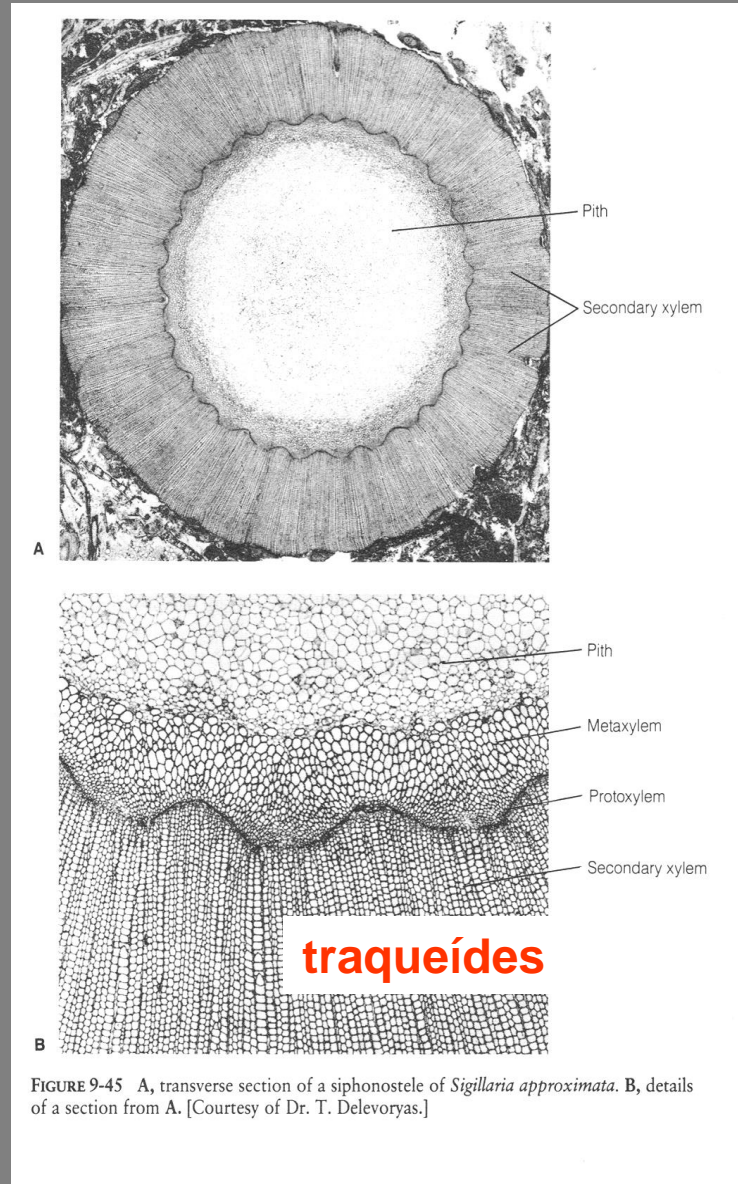 Pith
Secondary xylem
A
Pith
Metaxylem
Protoxylem
Secondary xylem
traqueídes
B
FIGURE 9-45 A, transverse section of a siphonostele of Sigillaria approximata. B, details
of a section from A. [Courtesy of Dr. T. Delevoryas.]